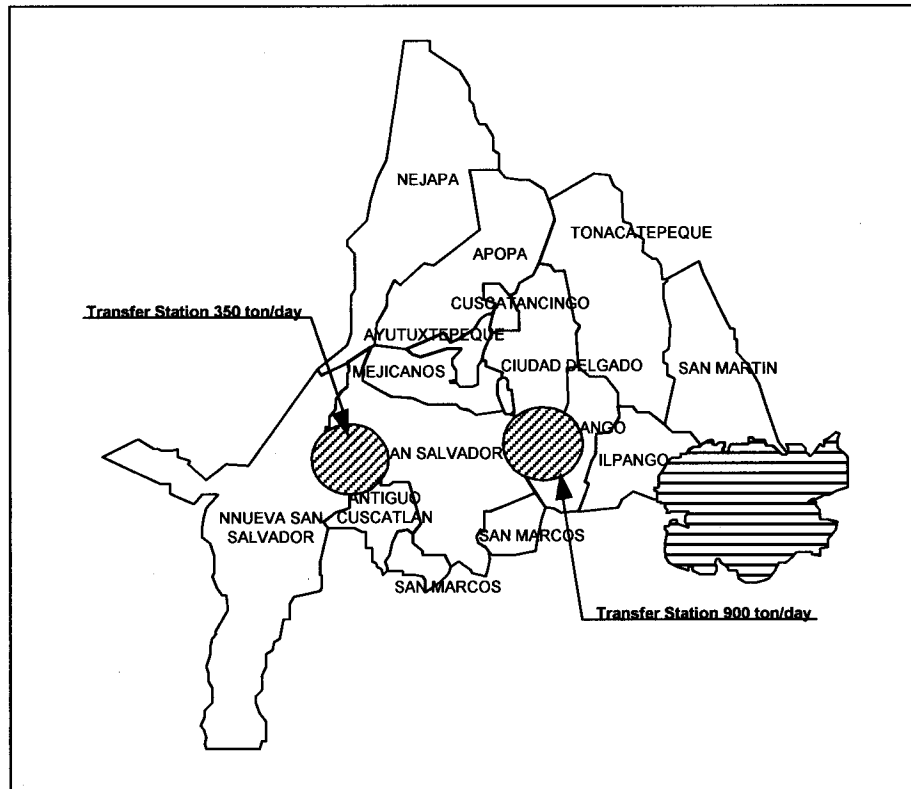 NEJAPA
TONACATEPEQUE
APOPA
CUSCATANCINGO
Transfer Station 350 ton/day
AYUTUXTEPEQUE
MEJICANOS
CIUDAD DELGADO
SAN MARTIN
ANGO
AN SALVADOR
ILPANGO
ANTIGUO
CUSCATLAN
NNUEVA SAN
SALVADOR
SAN MARCOS
SAN MARCOS
Transfer Station 900 ton/day